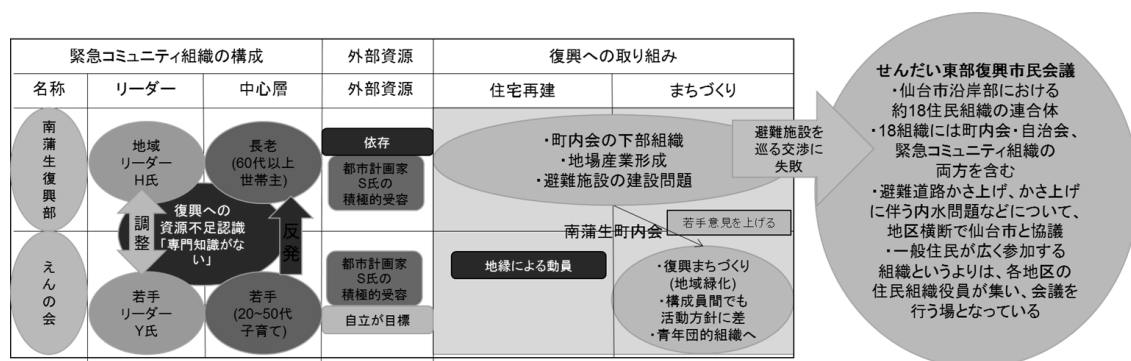 緊急コミュニティ組織の構成
外部資源
復興への取り組み
名称
リーダー
中心層
外部資源
住宅再建
まちづくり
南蒲生復興部
地域
リーダー
H氏
長老
(60代以上
世帯主)
依存
都市計画家
S氏の
積極的受容
・町内会の下部組織
・地場産業形成
・避難施設の建設問題
避難施設を
巡る交渉に
失敗
調整
復興への
資源不足認識
「専門知識がな
い」
反発
南蒲生町内会
若手意見を上げる
えんの会
若手
リーダー
Y氏
若手
(20~50代
子育て)
都市計画家
S氏の
積極的受容
自立が目標
地縁による動員
・復興まちづくり
(地域緑化)
・構成員間でも
活動方針に差
・青年団的組織へ
せんだい東部復興市民会議
・仙台市沿岸部における
約18住民組織の連合体
・18組織には町内会・自治会、
緊急コミュニティ組織の
両方を含む
・避難道路かさ上げ、かさ上げ
に伴う内水問題などについて、
地区横断で仙台市と協議
・一般住民が広く参加する
組織というよりは、各地区の
住民組織役員が集い、会議を
行う場となっている